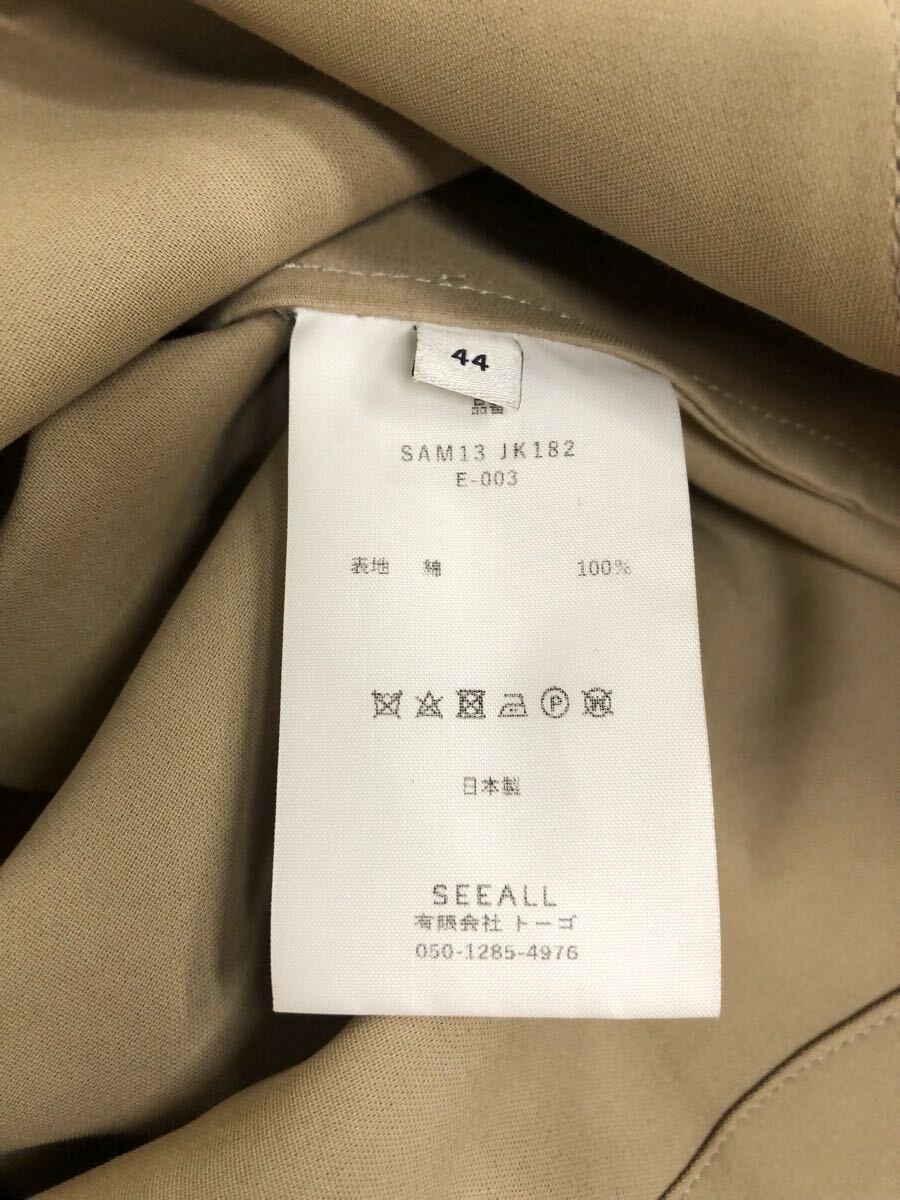 44
品番
SAM13 JK182
E-003
表地 綿 100%
P W
日本製
SEEALL
有限会社 トーゴ
050-1285-4976